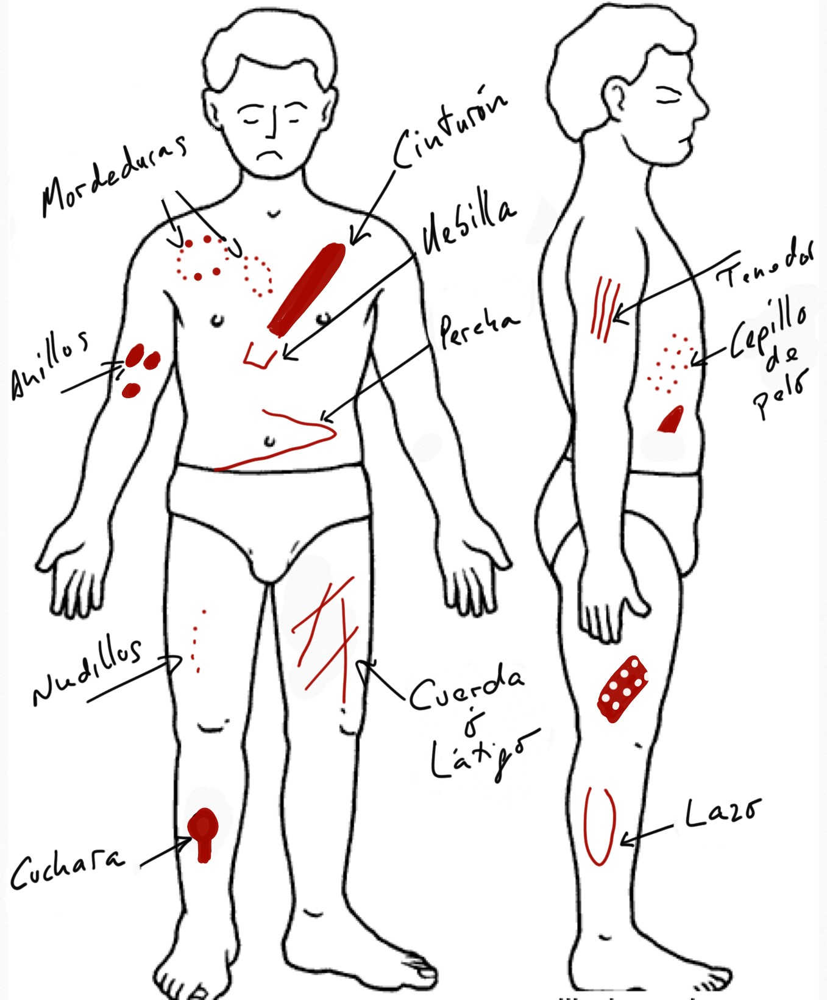 Cinturón
Mordeduras
Hebilla
Tenedor
Percha
Cepillo
de
pelo
Anillos
Nudillos
Cuerda
ó
Látigo
Lazo
Cuchara